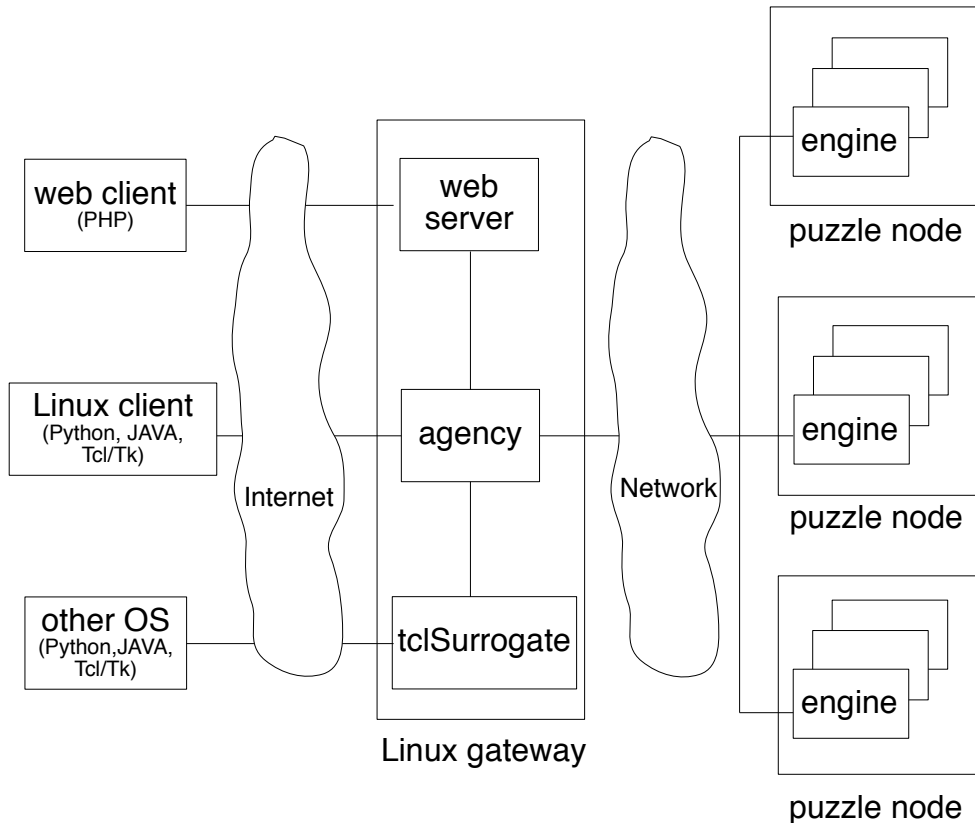 web client
(PHP)
Linux client
(Python, JAVA,
Tcl/Tk)
other OS
(Python,JAVA,
Tcl/Tk)
Internet
web
server
agency
tclSurrogate
Linux gateway
Network
engine
puzzle node
engine
puzzle node
engine
puzzle node